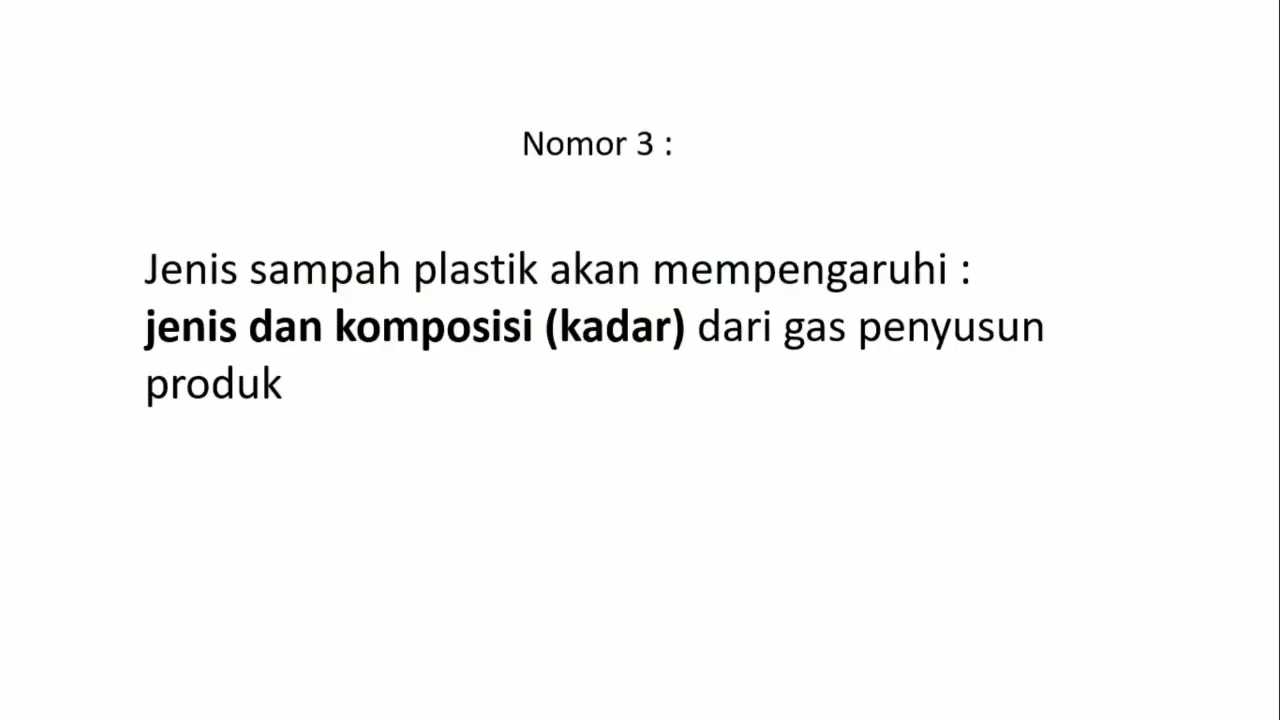 Nomor 3 :
Jenis sampah plastik akan mempengaruhi :
jenis dan komposisi (kadar) dari gas penyusun
produk